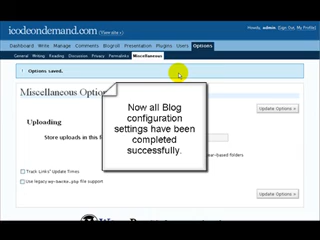 icodeondemand.com (View site »)
Howdy, admin. [Sign Out, My Profile]
Dashboard Write Manage Comments Blogroll Presentation Plugins Users Options
General Writing Reading Discussion Privacy Permalinks Miscellaneous
Options saved.
Miscellaneous Optio
Update Options »
Uploading
Store uploads in this f
-based folders
Now all Blog
configuration
settings have been
completed
successfully.
Track Links' Update Times
Use legacy my-hacks.php file support
Update Options »